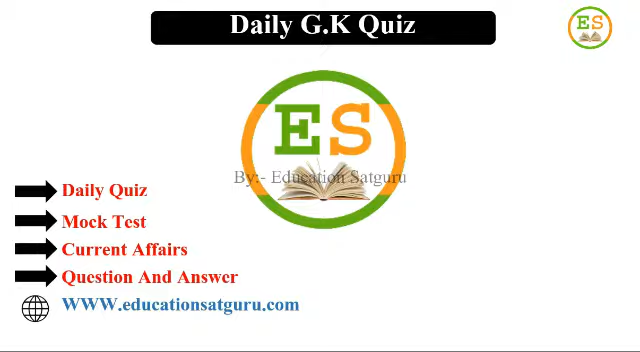 Daily G.K Quiz
ES
ES
By:- Education Satguru
Daily Quiz
Mock Test
Current Affairs
Question And Answer
WWW.educationsatguru.com